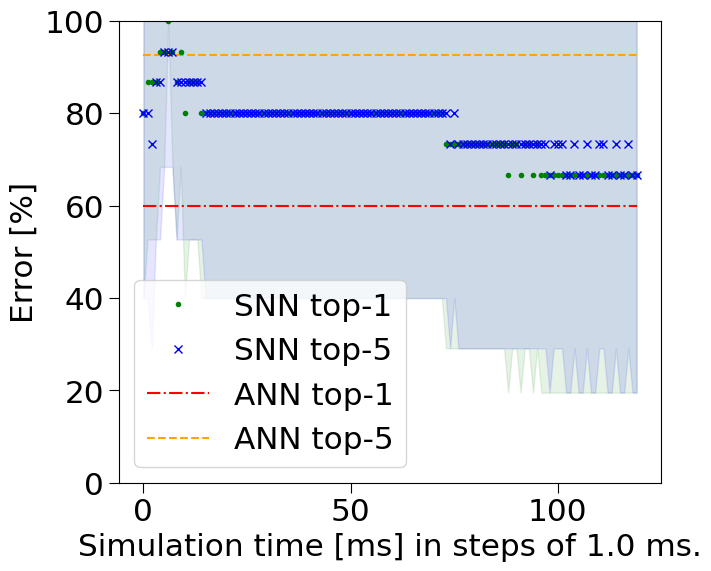 100
80
60
40
20
0
Error [%]
SNN top-1
SNN top-5
ANN top-1
ANN top-5
0 50 100
Simulation time [ms] in steps of 1.0 ms.